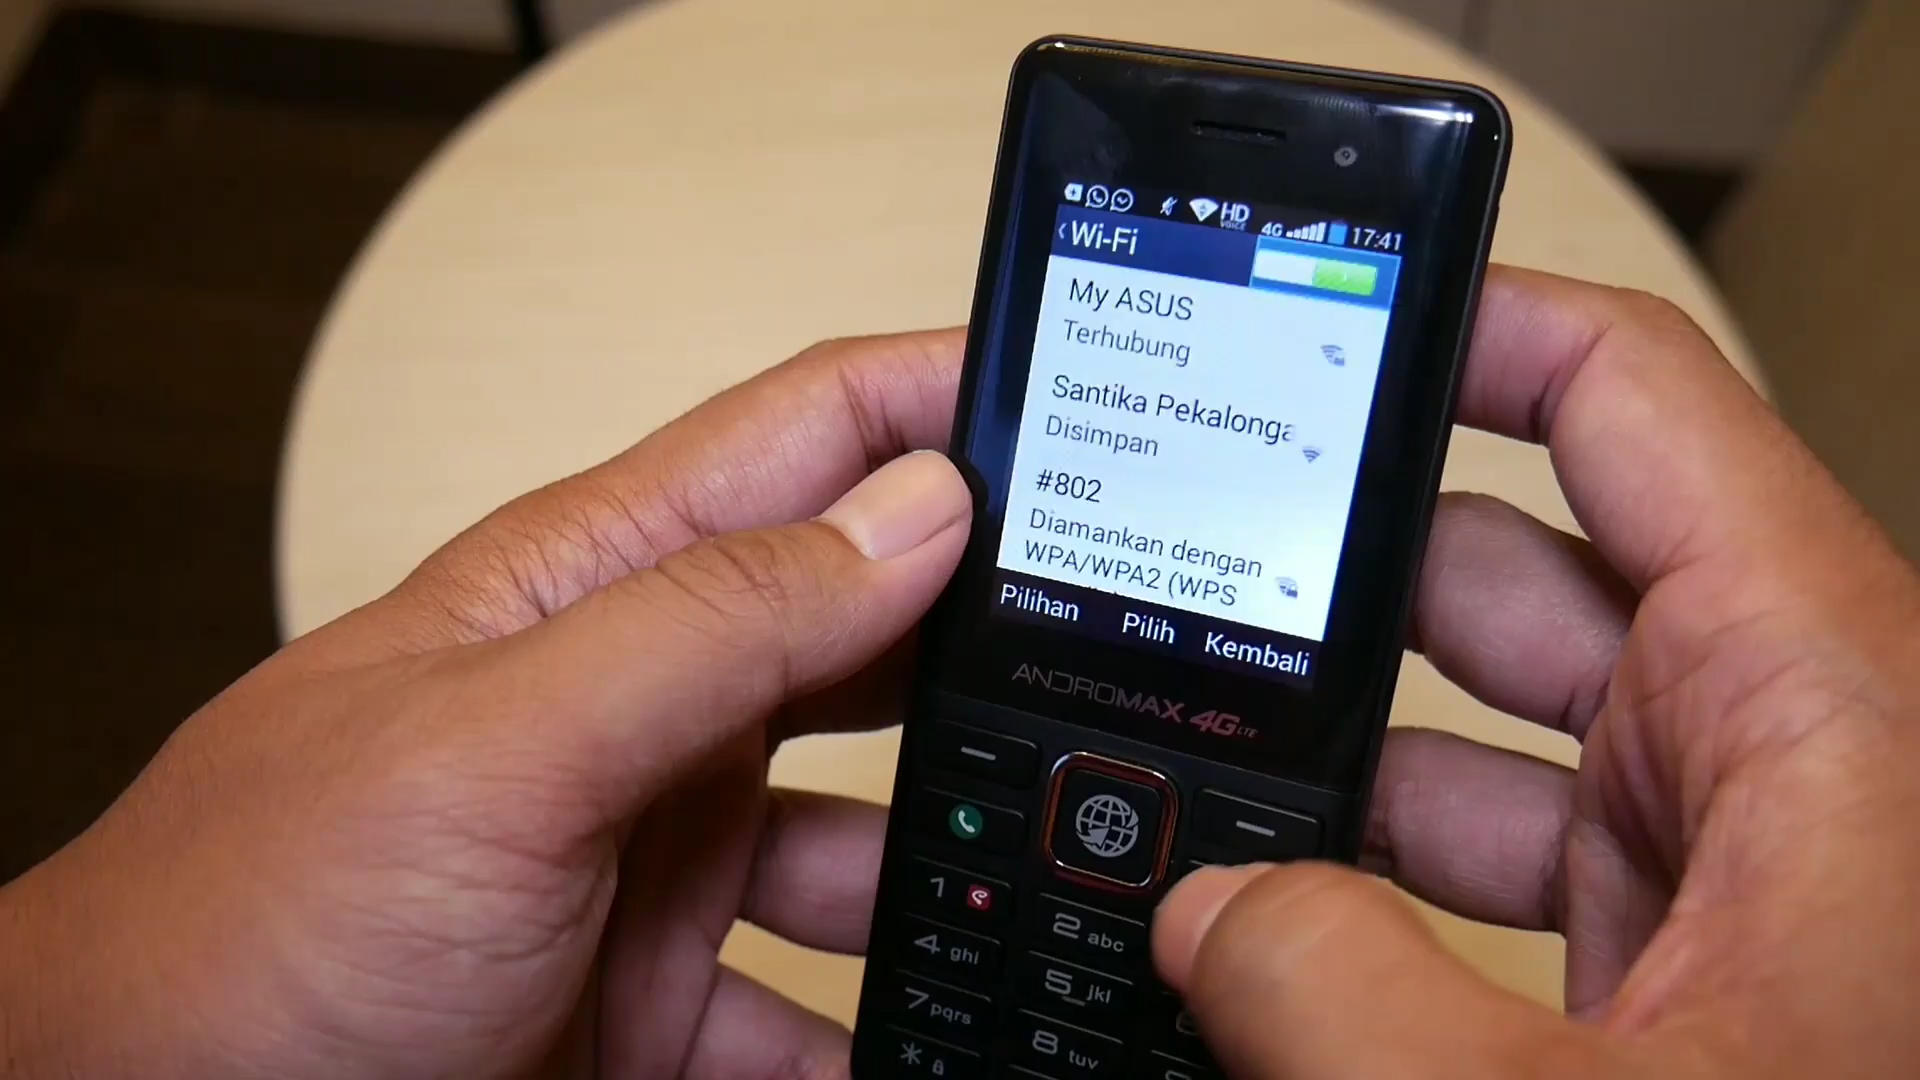 HD
VOICE
4G 17:41
Wi-Fi
My ASUS
Terhubung
Santika Pekalonga
Disimpan
#802
Diamankan dengan
WPA/WPA2 (WPS
Pilihan Pilih Kembali
ANDROMAX 4G LTE
1
2 abc
4 ghi
5 jkl
7 pqrs
8 tuv
*